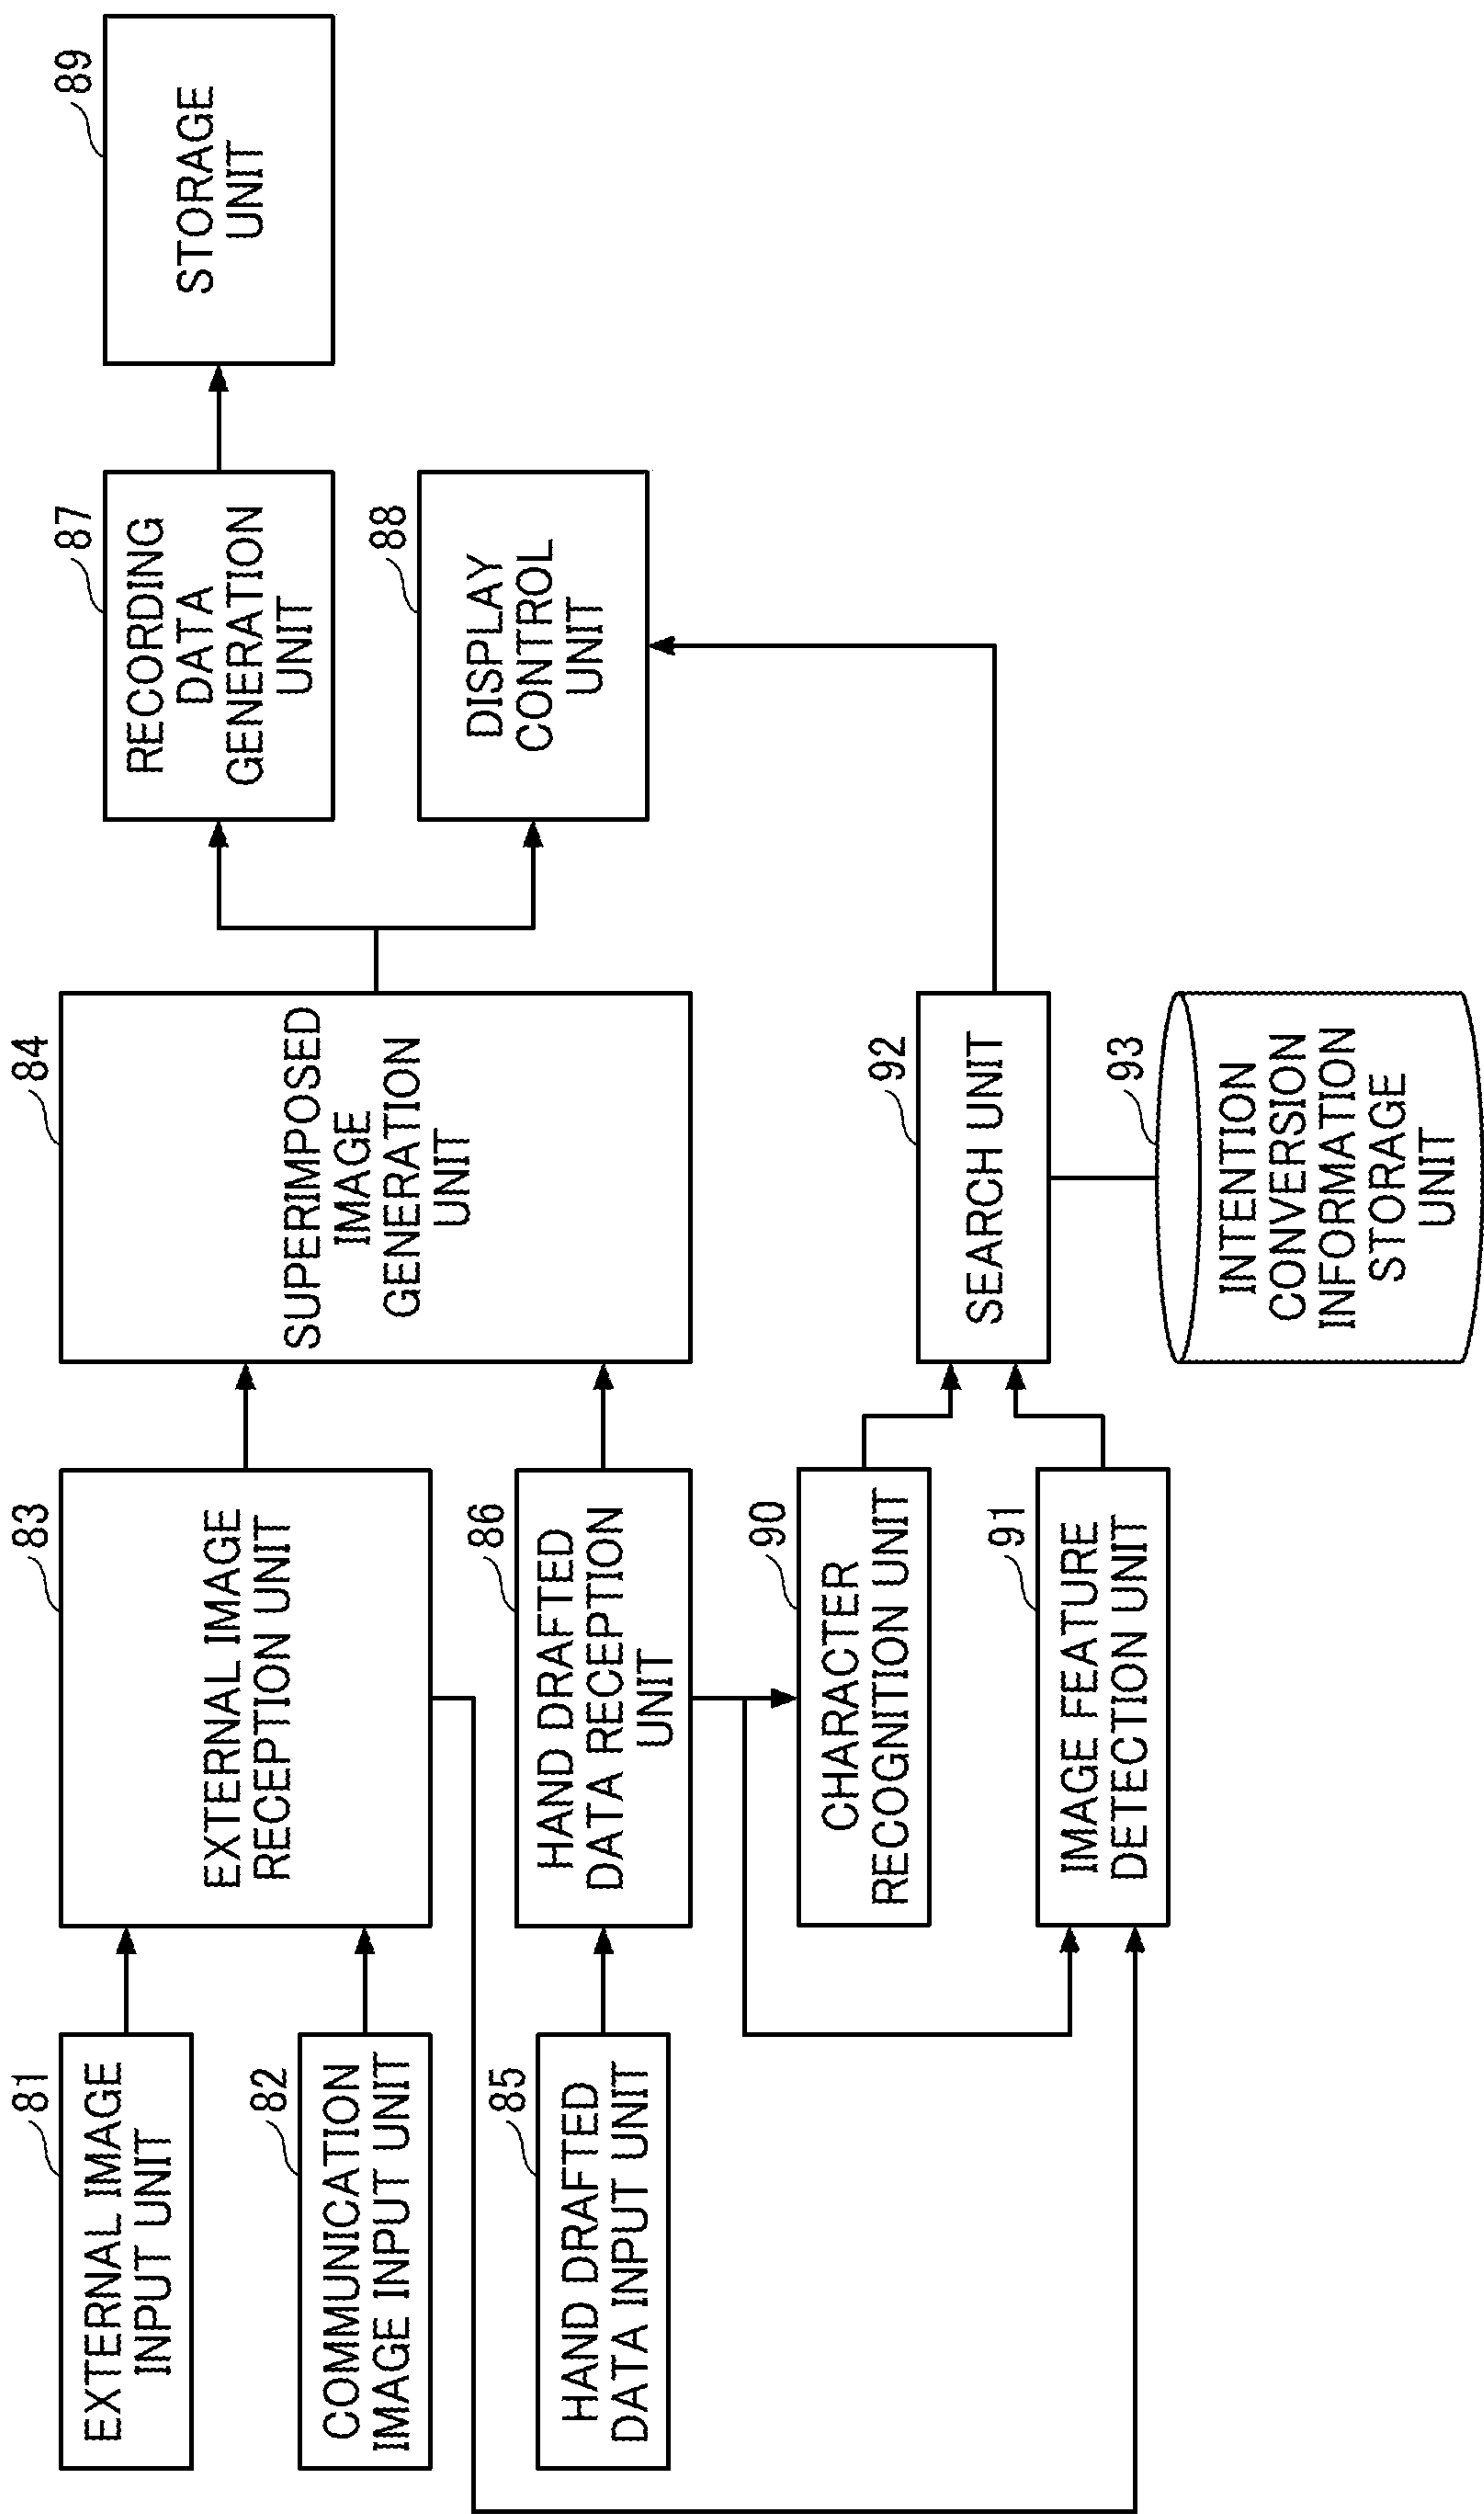 81
EXTERNAL IMAGE
INPUT UNIT
82
COMMUNICATION
IMAGE INPUT UNIT
85
HAND DRAFTED
DATA INPUT UNIT
83
EXTERNAL IMAGE
RECEPTION UNIT
86
HAND DRAFTED
DATA RECEPTION
UNIT
90
CHARACTER
RECOGNITION UNIT
91
IMAGE FEATURE
DETECTION UNIT
84
SUPERIMPOSED
IMAGE
GENERATION
UNIT
92
SEARCH UNIT
93
INTENTION
CONVERSION
INFORMATION
STORAGE
UNIT
87
RECORDING
DATA
GENERATION
UNIT
88
DISPLAY
CONTROL
UNIT
89
STORAGE
UNIT